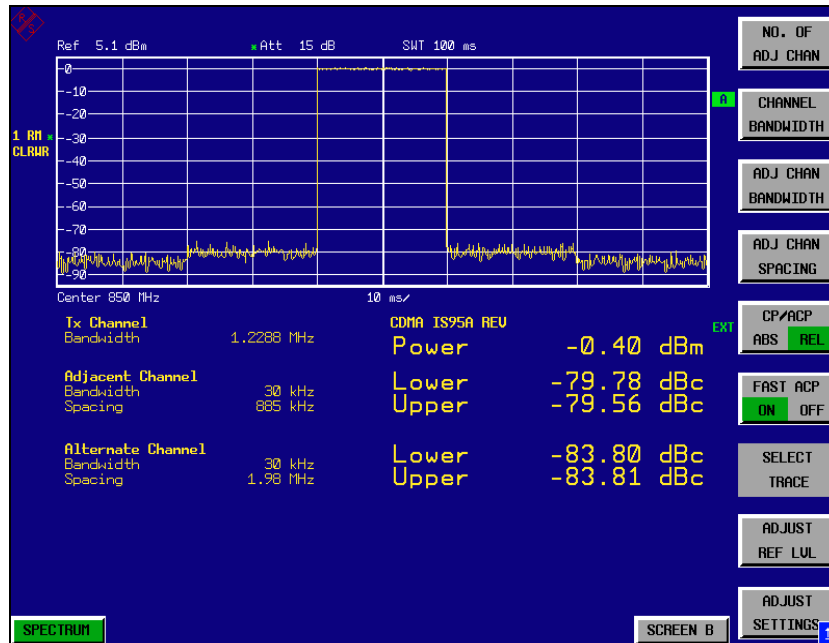 Ref 5.1 dBm *Att 15 dB SWT 100 ms
-0
-10
A
-20
1 RM *
CLRWR
-30
-40
-50
-60
-70
-80
-90
Center 850 MHz 10 ms/
Tx Channel
Bandwidth 1.2288 MHz
CDMA IS95A REV
Power -0.40 dBm
EXT
Adjacent Channel
Bandwidth 30 kHz
Spacing 885 kHz
Lower -79.78 dBc
Upper -79.56 dBc
Alternate Channel
Bandwidth 30 kHz
Spacing 1.98 MHz
Lower -83.80 dBc
Upper -83.81 dBc
NO. OF
ADJ CHAN
CHANNEL
BANDWIDTH
ADJ CHAN
BANDWIDTH
ADJ CHAN
SPACING
CP/ACP
ABS REL
FAST ACP
ON OFF
SELECT
TRACE
ADJUST
REF LVL
ADJUST
SETTINGS
SPECTRUM
SCREEN B